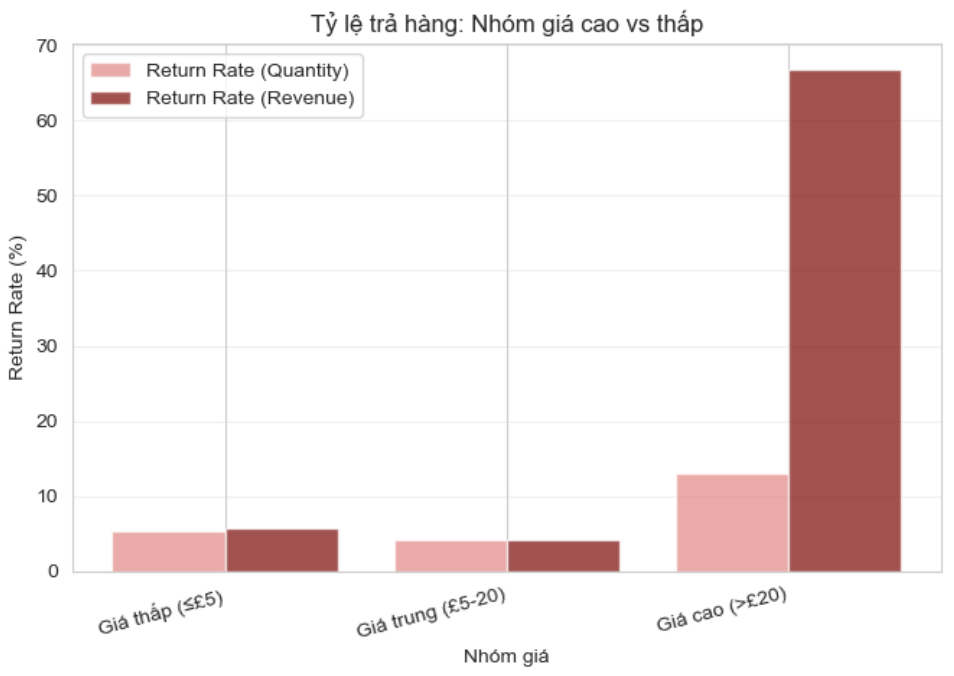 Tỷ lệ trả hàng: Nhóm giá cao vs thấp
Return Rate (Quantity)
Return Rate (Revenue)
Return Rate (%)
70
60
50
40
30
20
10
0
Giá thấp (≤£5)
Giá trung (£5-20)
Giá cao (>£20)
Nhóm giá